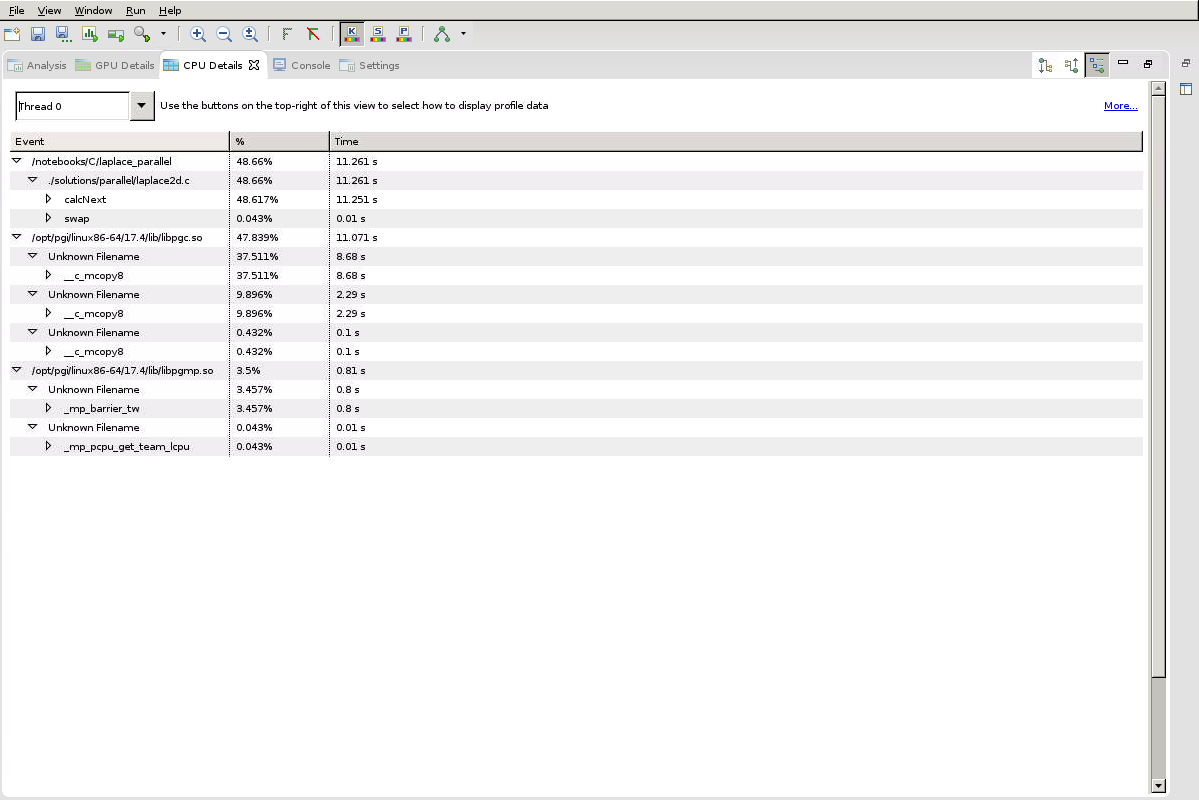 File View Window Run Help
K S P
Analysis GPU Details CPU Details Console Settings
Thread 0 Use the buttons on the top-right of this view to select how to display profile data More...
Event % Time
/notebooks/C/laplace_parallel 48.66% 11.261 s
./solutions/parallel/laplace2d.c 48.66% 11.261 s
calcNext 48.617% 11.251 s
swap 0.043% 0.01 s
/opt/pgi/linux86-64/17.4/lib/libpgc.so 47.839% 11.071 s
Unknown Filename 37.511% 8.68 s
__c_mcopy8 37.511% 8.68 s
Unknown Filename 9.896% 2.29 s
__c_mcopy8 9.896% 2.29 s
Unknown Filename 0.432% 0.1 s
__c_mcopy8 0.432% 0.1 s
/opt/pgi/linux86-64/17.4/lib/libpgmp.so 3.5% 0.81 s
Unknown Filename 3.457% 0.8 s
_mp_barrier_tw 3.457% 0.8 s
Unknown Filename 0.043% 0.01 s
_mp_pcpu_get_team_lcpu 0.043% 0.01 s